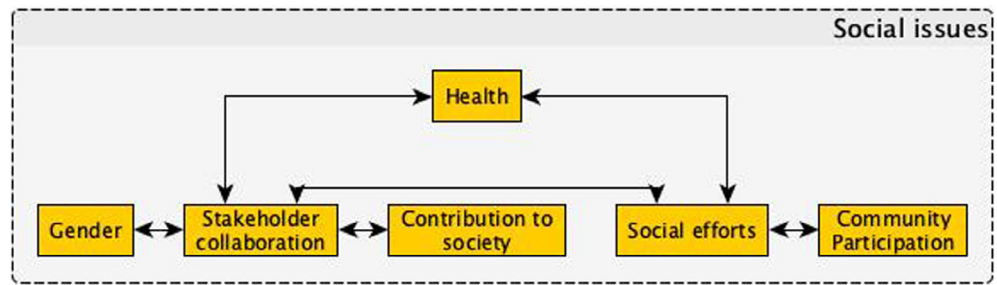 Social issues
Health
Gender
Stakeholder
collaboration
Contribution to
society
Social efforts
Community
Participation